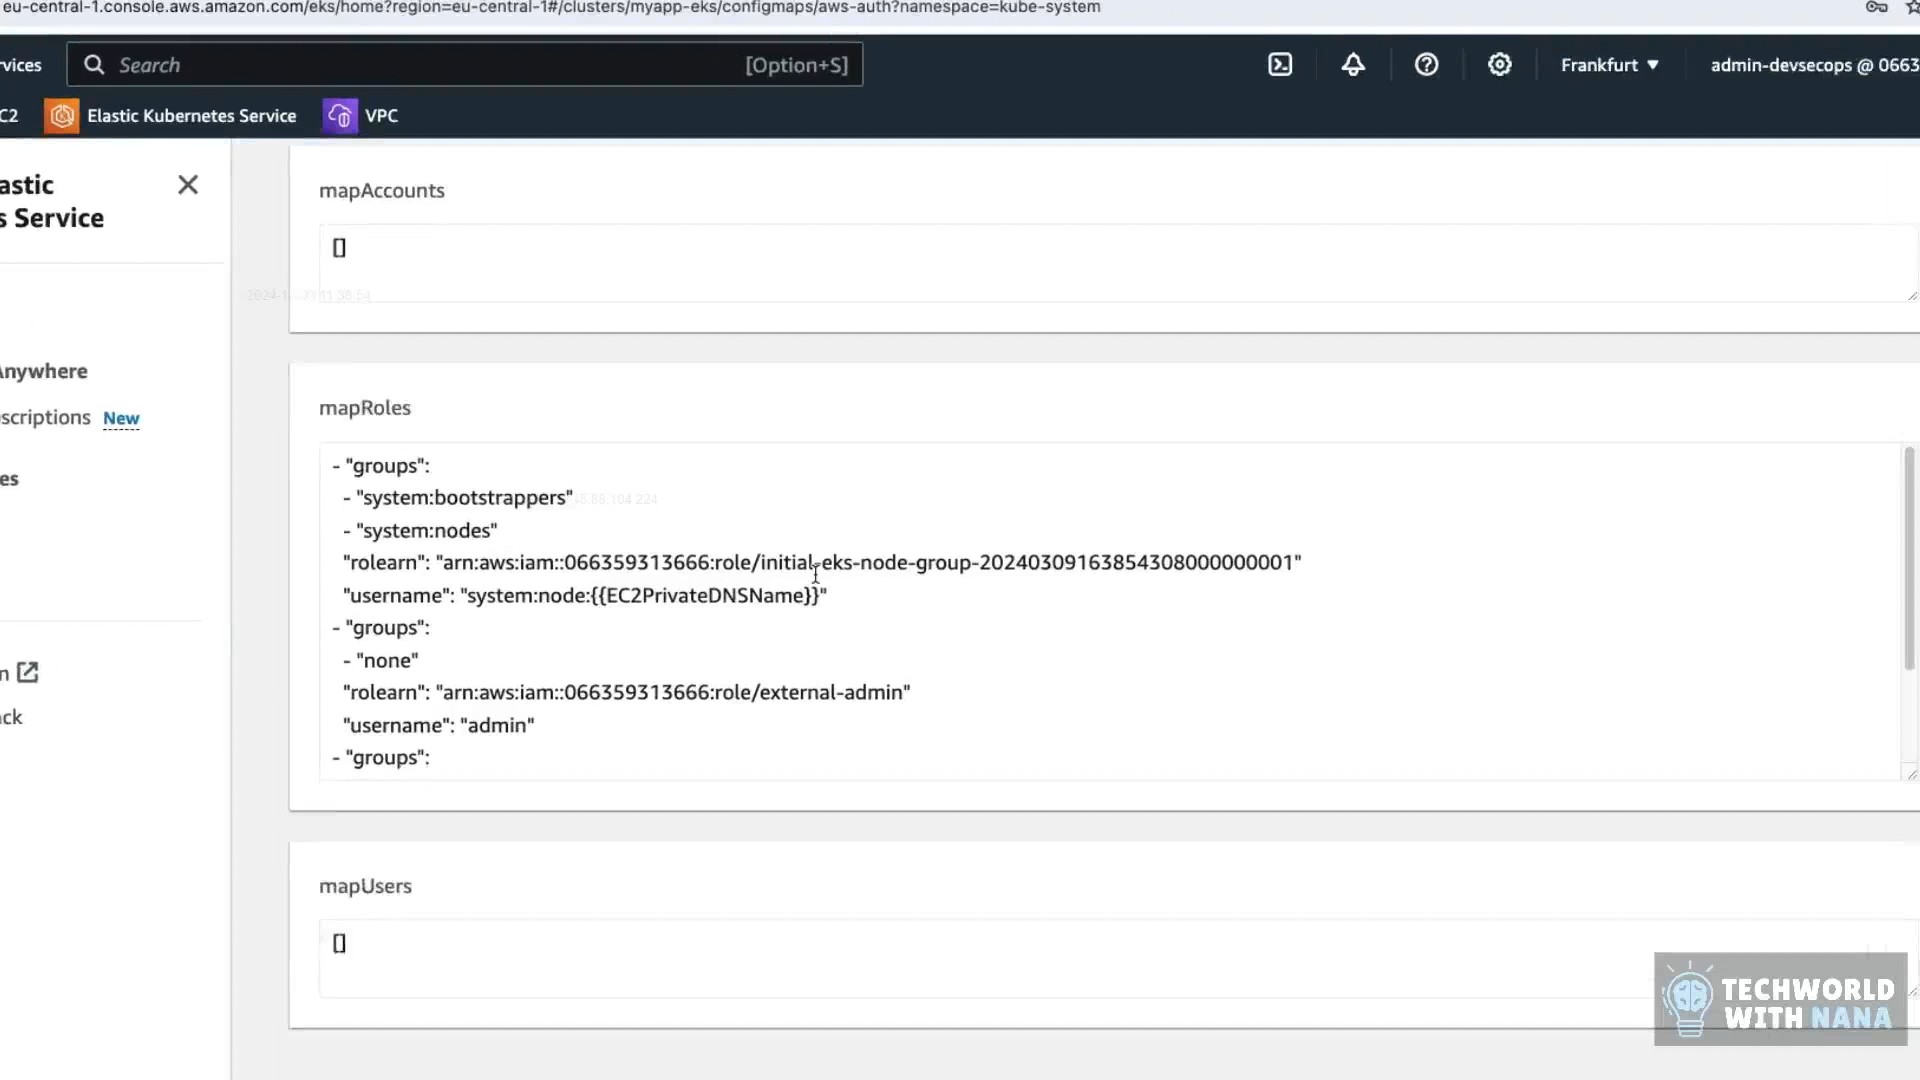 eu-central-1.console.aws.amazon.com/eks/home?region=eu-central-1#/clusters/myapp-eks/configmaps/aws-auth?namespace=kube-system
rvices
Search
[Option+S]
Frankfurt
admin-devsecops @ 0663
C2
Elastic Kubernetes Service
VPC
astic
s Service
Anywhere
scriptions New
es
n
ck
mapAccounts
[]
mapRoles
- "groups":
- "system:bootstrappers"
- "system:nodes"
"rolearn": "arn:aws:iam::066359313666:role/initial-eks-node-group-20240309163854308000000001"
"username": "system:node:{{EC2PrivateDNSName}}"
- "groups":
- "none"
"rolearn": "arn:aws:iam::066359313666:role/external-admin"
"username": "admin"
- "groups":
mapUsers
[]
TECHWORLD
WITH NANA